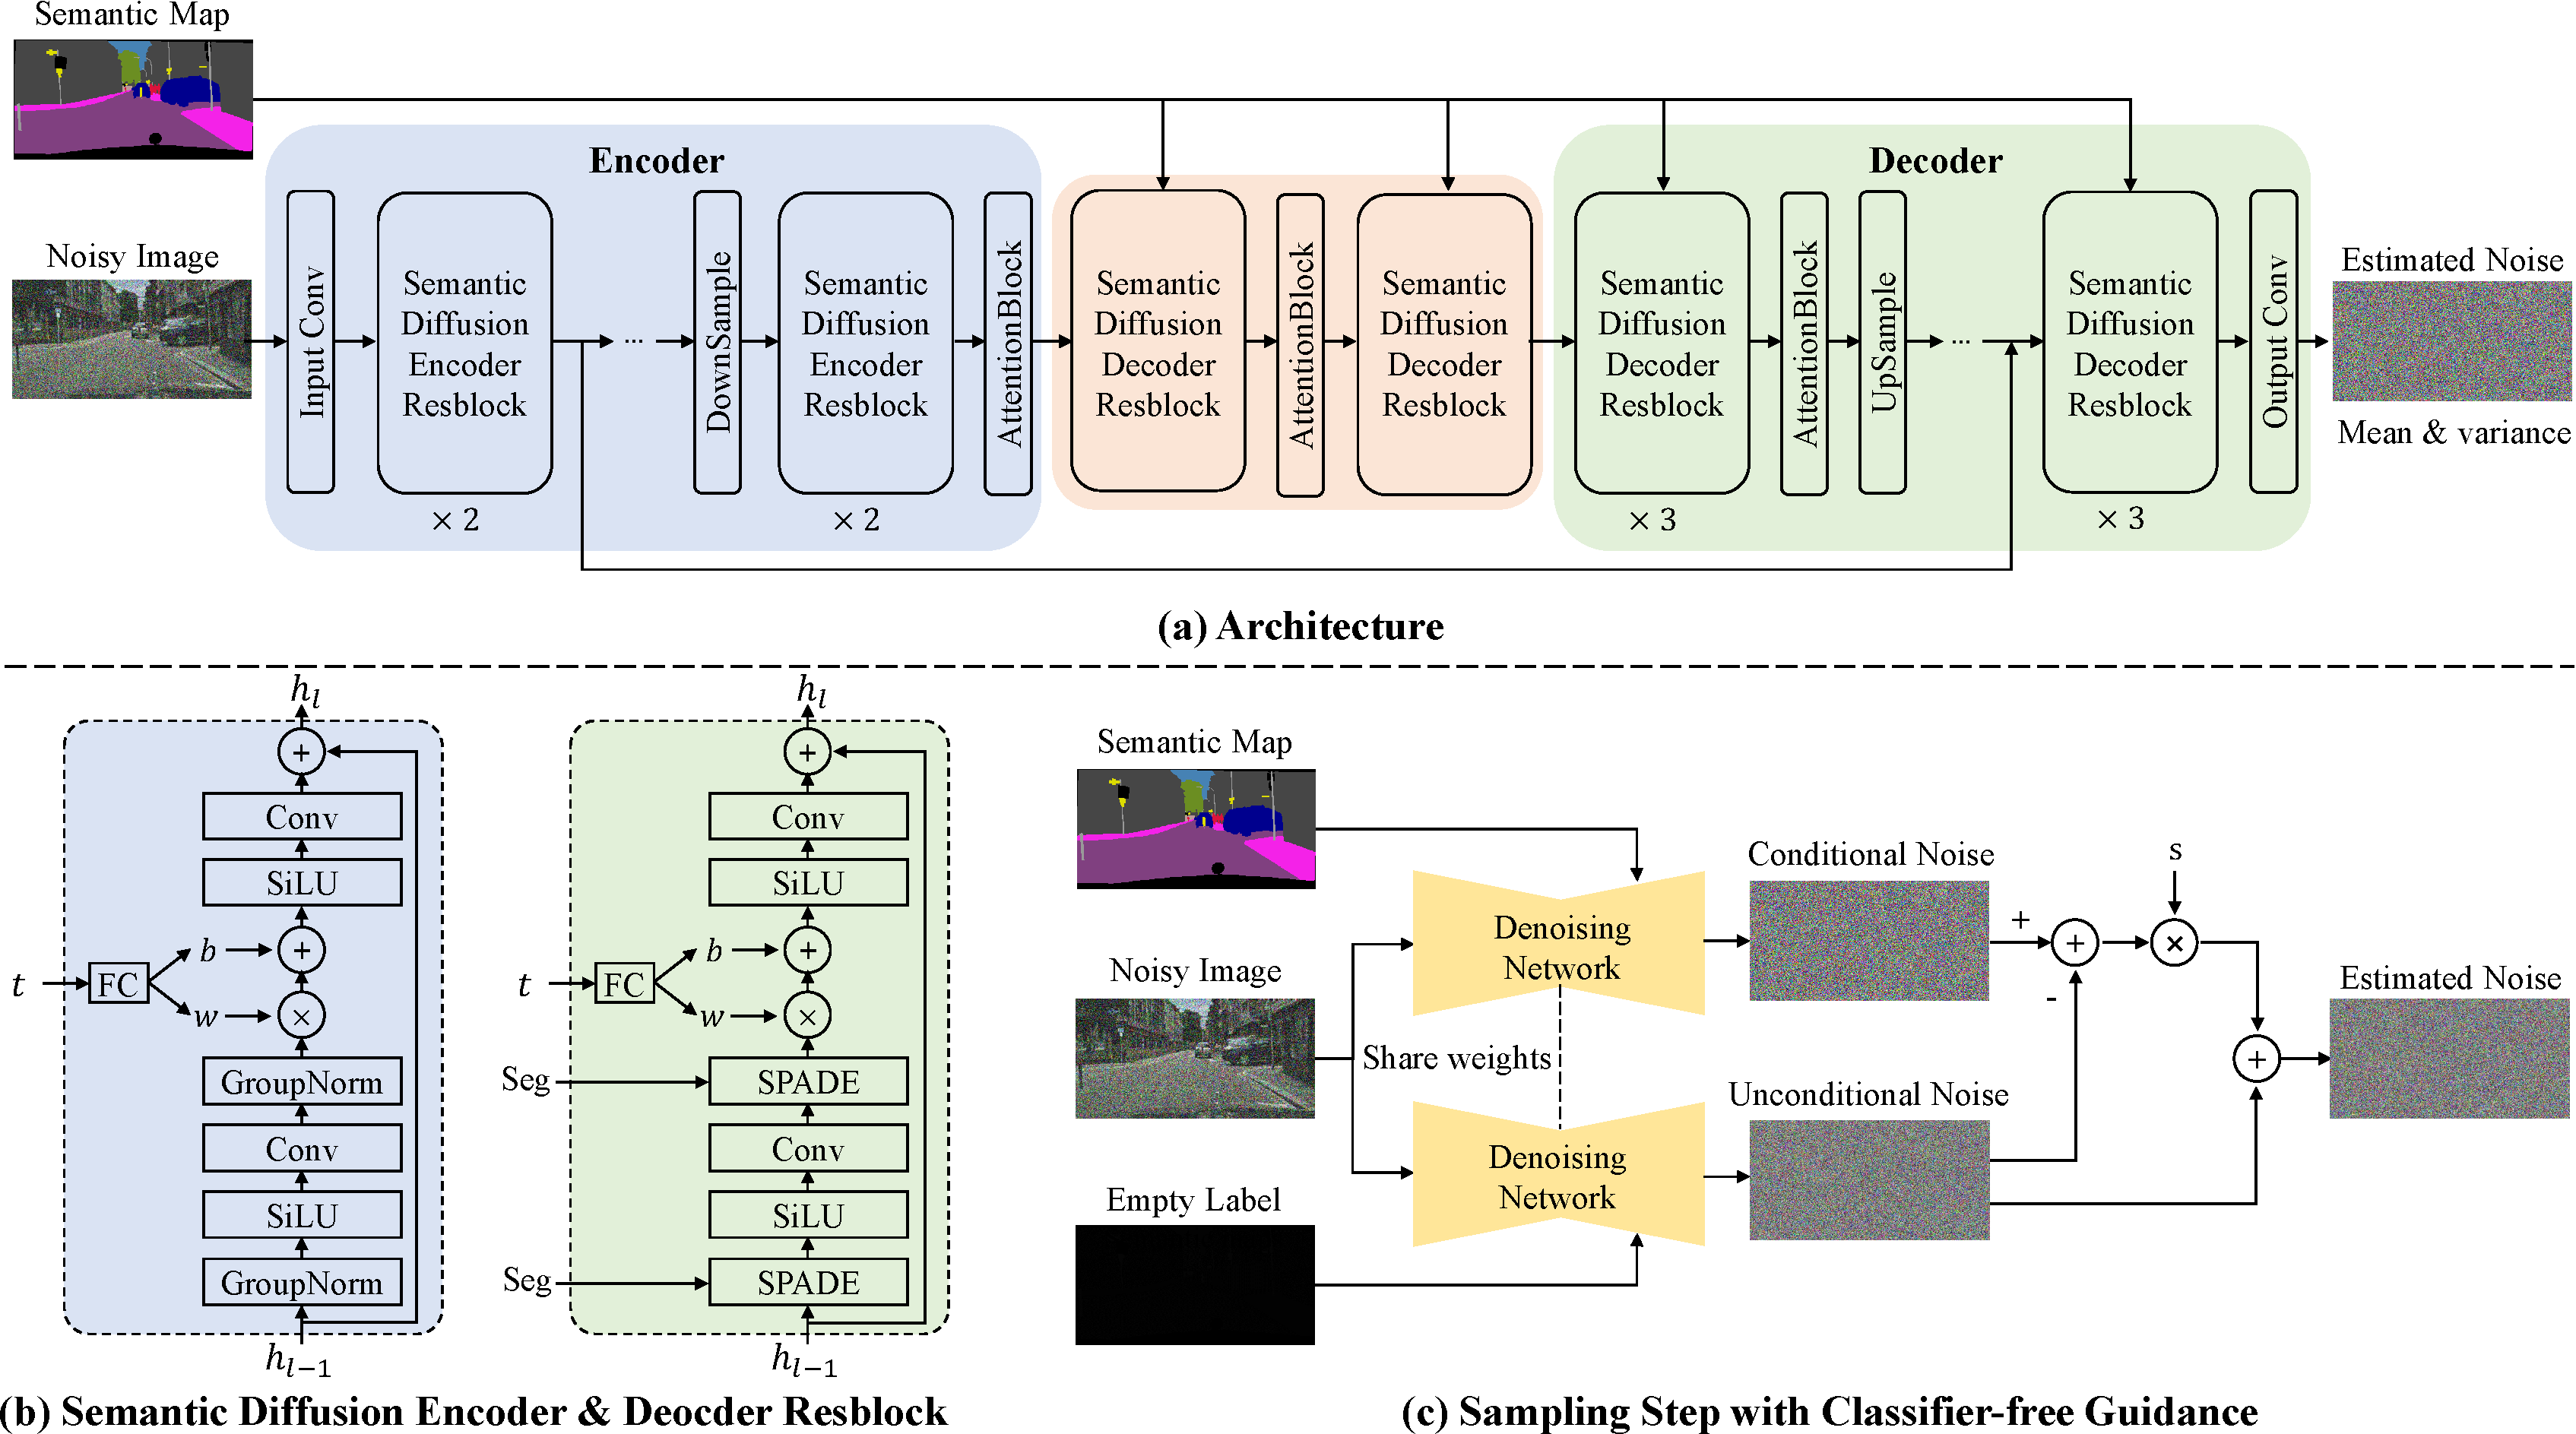 Semantic Map
Encoder
Decoder
Noisy Image
Input Conv
Semantic
Diffusion
Encoder
Resblock
× 2
...
DownSample
Semantic
Diffusion
Encoder
Resblock
× 2
AttentionBlock
Semantic
Diffusion
Decoder
Resblock
AttentionBlock
Semantic
Diffusion
Decoder
Resblock
Semantic
Diffusion
Decoder
Resblock
× 3
AttentionBlock
UpSample
...
Semantic
Diffusion
Decoder
Resblock
× 3
Output Conv
Estimated Noise
Mean & variance
(a) Architecture
h_l
+
Conv
SiLU
b
+
t
FC
w
×
GroupNorm
Conv
SiLU
GroupNorm
h_{l−1}
h_l
+
Conv
SiLU
b
+
t
FC
w
×
Seg
SPADE
Conv
SiLU
Seg
SPADE
h_{l−1}
(b) Semantic Diffusion Encoder & Deocder Resblock
Semantic Map
Noisy Image
Empty Label
Share weights
Denoising
Network
Denoising
Network
Conditional Noise
Unconditional Noise
+
-
+
s
×
+
Estimated Noise
(c) Sampling Step with Classifier-free Guidance